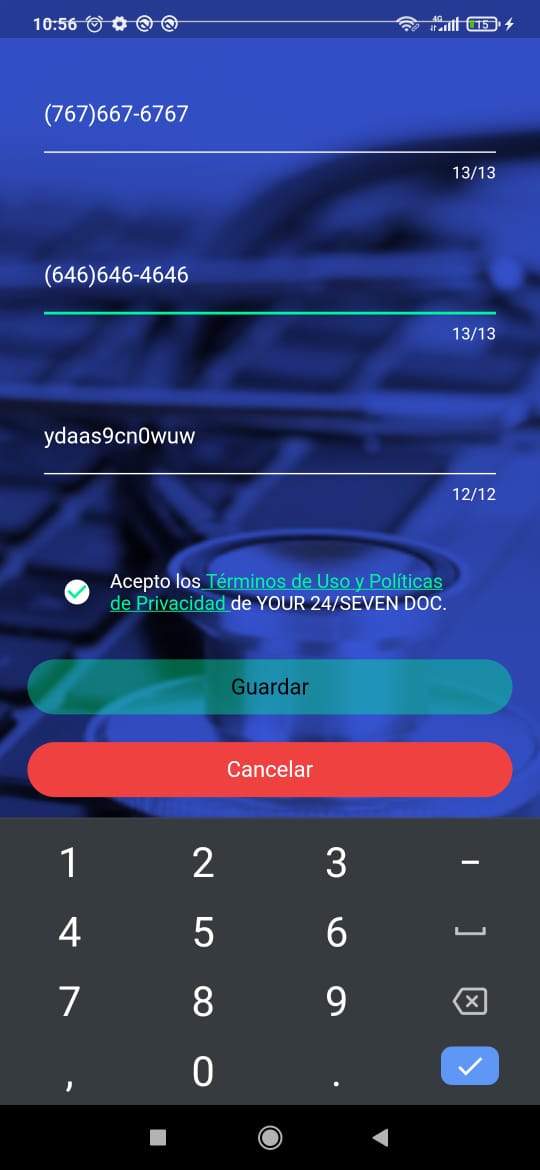 10:56 4G 15
(767)667-6767
13/13
(646)646-4646
13/13
ydaas9cn0wuw
12/12
Acepto los Términos de Uso y Políticas
de Privacidad de YOUR 24/SEVEN DOC.
Guardar
Cancelar
1 2 3 –
4 5 6
7 8 9
, 0 .